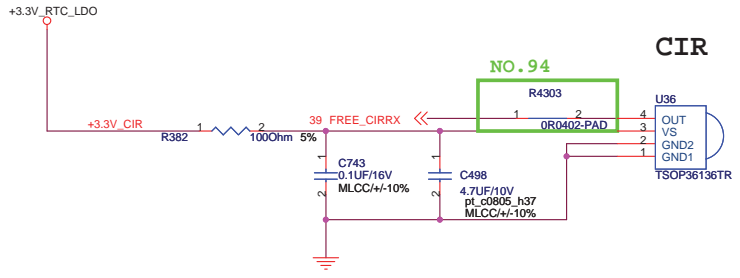 +3.3V_RTC_LDO
CIR
NO.94
R4303
U36
39 FREE_CIRRX
1 2
4 OUT
0R0402-PAD
+3.3V_CIR
1 2
3 VS
R382
100Ohm 5%
2 GND2
1 GND1
TSOP36136TR
1
C743
0.1UF/16V
MLCC/+/-10%
2
1
C498
4.7UF/10V
pt_c0805_h37
MLCC/+/-10%
2